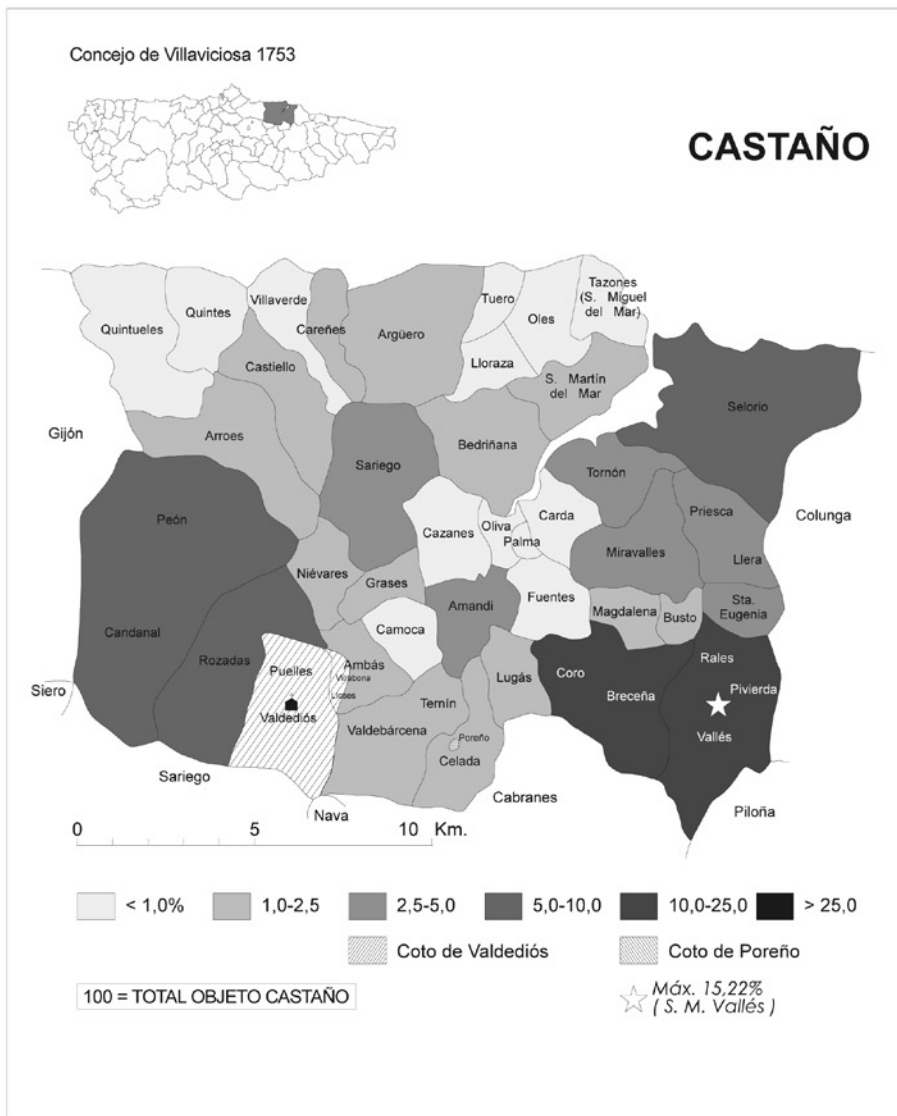 Concejo de Villaviciosa 1753
CASTAÑO
Quintueles
Quintes
Villaverde
Careñes
Argüero
Tuero
Oles
Tazones
(S. Miguel
del Mar)
Castiello
Lloraza
S. Martín
del Mar
Selorio
Gijón
Arroes
Sariego
Bedriñana
Tornón
Peón
Cazanes
Oliva
Palma
Carda
Priesca
Colunga
Niévares
Grases
Miravalles
Llera
Amandi
Fuentes
Magdalena
Busto
Sta.
Eugenia
Candanal
Rozadas
Camoca
Puelles
Ambás
Lugás
Coro
Rales
Siero
Valdediós
Ternín
Breceña
Pivierda
Valdebárcena
Poreño
Vallés
Celada
Sariego
Nava
Cabranes
Piloña
0 5 10 Km.
< 1,0% 1,0-2,5 2,5-5,0 5,0-10,0 10,0-25,0 > 25,0
Coto de Valdediós Coto de Poreño
100 = TOTAL OBJETO CASTAÑO
Máx. 15,22%
( S. M. Vallés )